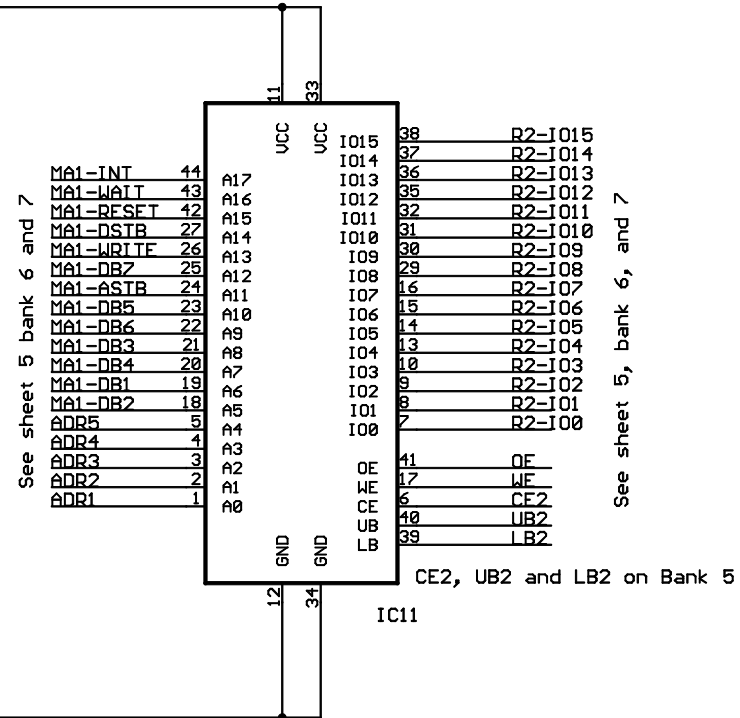 11 33
VCC VCC
MA1-INT 44 A17
MA1-WAIT 43 A16
MA1-RESET 42 A15
MA1-DSTB 27 A14
MA1-WRITE 26 A13
MA1-DB7 25 A12
MA1-ASTB 24 A11
MA1-DB5 23 A10
MA1-DB6 22 A9
MA1-DB3 21 A8
MA1-DB4 20 A7
MA1-DB1 19 A6
MA1-DB2 18 A5
ADR5 5 A4
ADR4 4 A3
ADR3 3 A2
ADR2 2 A1
ADR1 1 A0
See sheet 5 bank 6 and 7
IO15 38 R2-IO15
IO14 37 R2-IO14
IO13 36 R2-IO13
IO12 35 R2-IO12
IO11 32 R2-IO11
IO10 31 R2-IO10
IO9 30 R2-IO9
IO8 29 R2-IO8
IO7 16 R2-IO7
IO6 15 R2-IO6
IO5 14 R2-IO5
IO4 13 R2-IO4
IO3 10 R2-IO3
IO2 9 R2-IO2
IO1 8 R2-IO1
IO0 7 R2-IO0
OE 41 OE
WE 17 WE
CE 6 CE2
UB 40 UB2
LB 39 LB2
See sheet 5, bank 6, and 7
GND GND
12 34
CE2, UB2 and LB2 on Bank 5
IC11